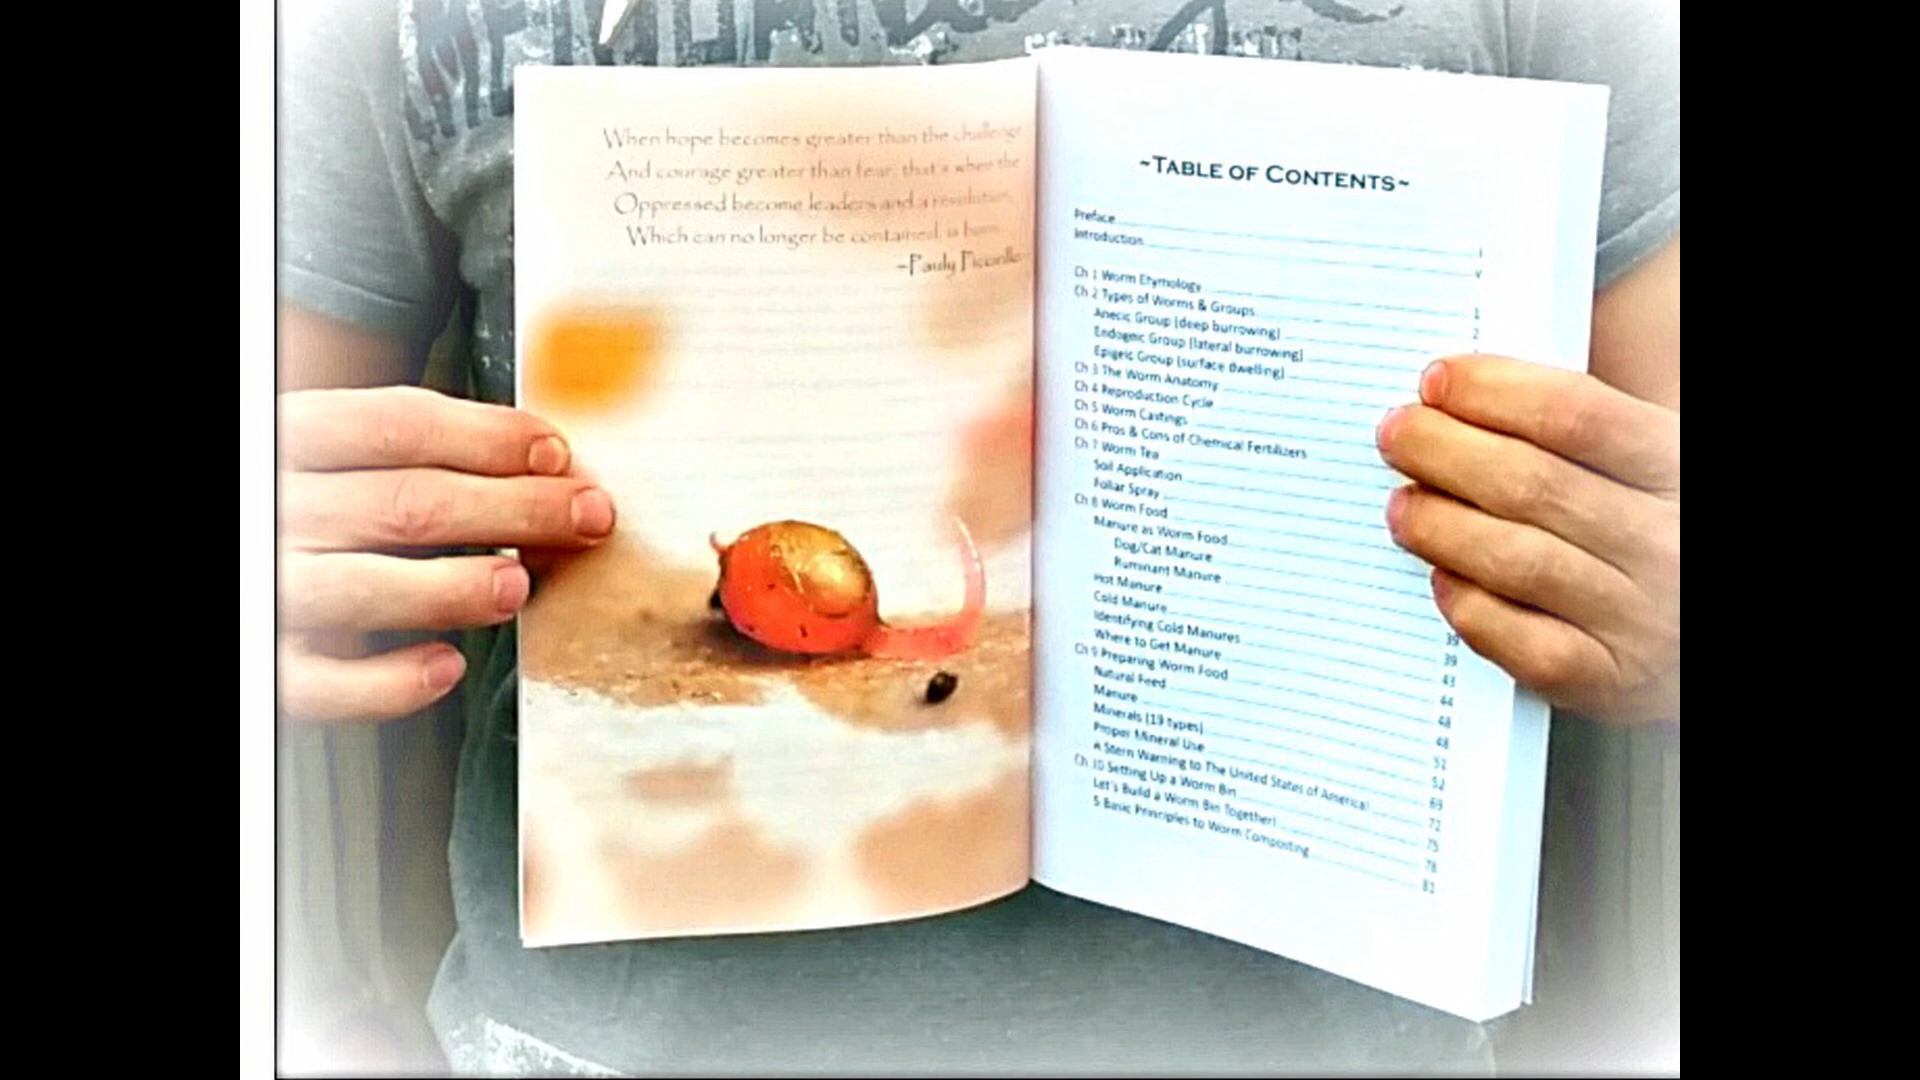 When hope becomes greater than the challenge
And courage greater than fear, that's when the
Oppressed become leaders and a revolution,
Which can no longer be contained, is born.
~Pauly Piccirillo
~TABLE OF CONTENTS~
Preface i
Introduction v
Ch 1 Worm Etymology 1
Ch 2 Types of Worms & Groups 2
Anecic Group (deep burrowing)
Endogeic Group (lateral burrowing)
Epigeic Group (surface dwelling)
Ch 3 The Worm Anatomy
Ch 4 Reproduction Cycle
Ch 5 Worm Castings
Ch 6 Pros & Cons of Chemical Fertilizers
Ch 7 Worm Tea
Soil Application
Foliar Spray
Ch 8 Worm Food
Manure as Worm Food
Dog/Cat Manure
Ruminant Manure
Hot Manure 39
Cold Manure 39
Identifying Cold Manures 43
Where to Get Manure 44
Ch 9 Preparing Worm Food 48
Natural Feed 48
Manure 51
Minerals (19 types) 52
Proper Mineral Use 69
A Stern Warning to The United States of America! 72
Ch 10 Setting Up a Worm Bin 75
Let's Build a Worm Bin Together! 78
5 Basic Principles to Worm Composting 81